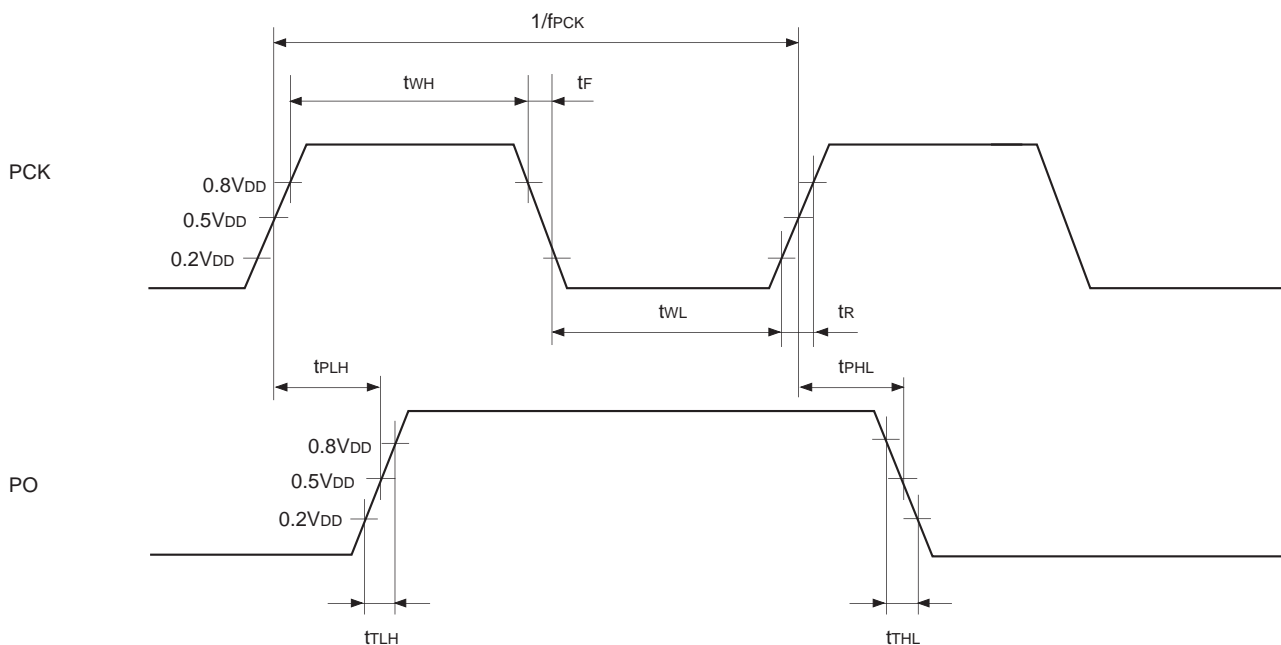 1/fPCK
tWH
tF
PCK
0.8VDD
0.5VDD
0.2VDD
tWL
tR
tPLH
tPHL
PO
0.8VDD
0.5VDD
0.2VDD
tTLH
tTHL